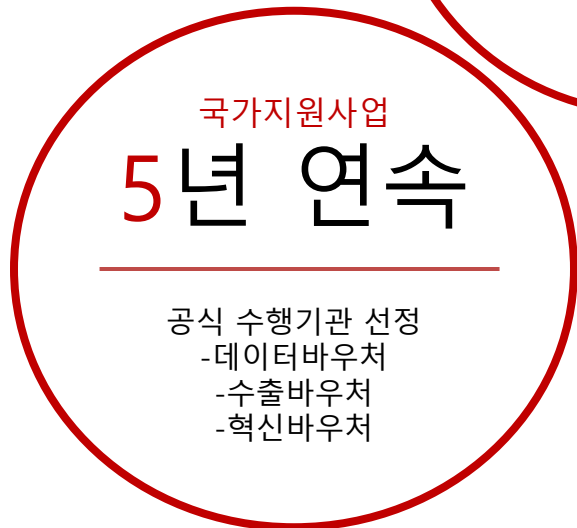 국가지원사업
5년 연속
공식 수행기관 선정
-데이터바우처
-수출바우처
-혁신바우처